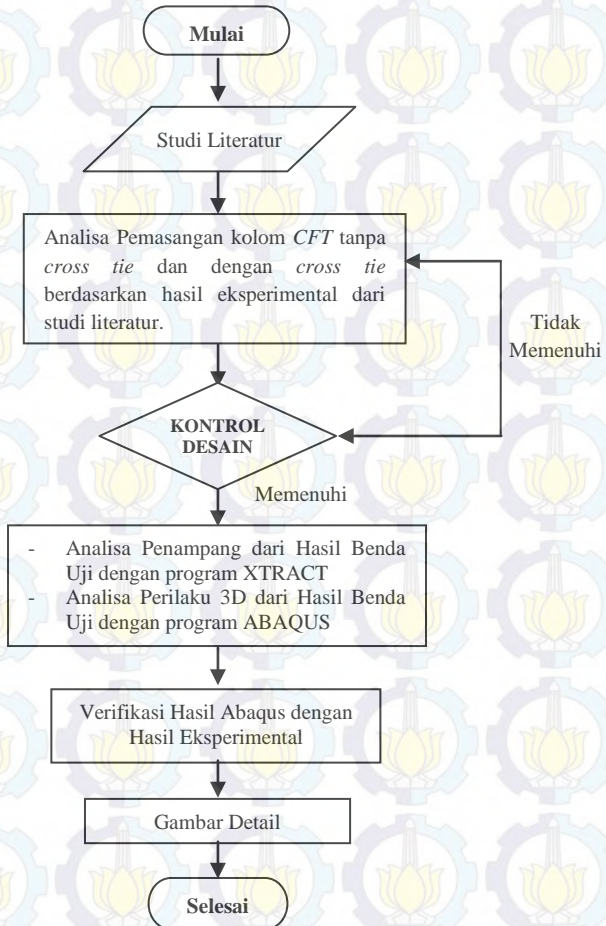 Mulai
Studi Literatur
Analisa Pemasangan kolom CFT tanpa
cross tie dan dengan cross tie
berdasarkan hasil eksperimental dari
studi literatur.
Tidak
Memenuhi
KONTROL
DESAIN
Memenuhi
- Analisa Penampang dari Hasil Benda
Uji dengan program XTRACT
- Analisa Perilaku 3D dari Hasil Benda
Uji dengan program ABAQUS
Verifikasi Hasil Abaqus dengan
Hasil Eksperimental
Gambar Detail
Selesai